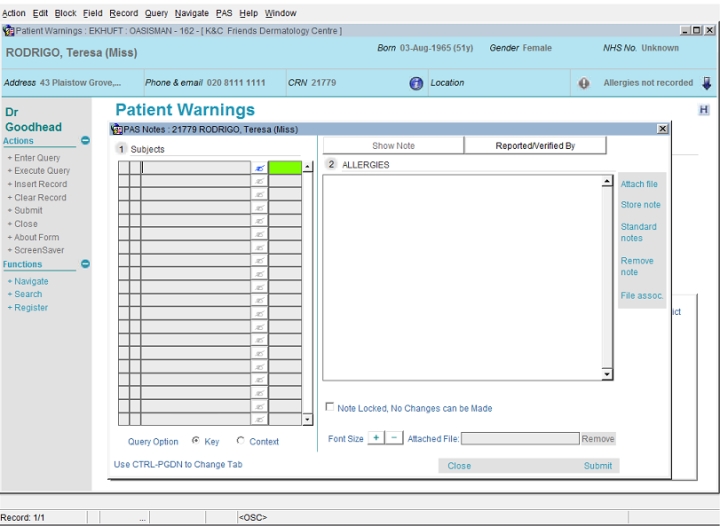 Action Edit Block Field Record Query Navigate PAS Help Window
Patient Warnings : EKHUFT : OASISMAN - 162 - [ K&C Friends Dermatology Centre ]
RODRIGO, Teresa (Miss)
Born 03-Aug-1965 (51y) Gender Female NHS No. Unknown
Address 43 Plaistow Grove,... Phone & email 020 8111 1111 CRN 21779 i Location Allergies not recorded
Dr
Goodhead
Patient Warnings
H
PAS Notes : 21779 RODRIGO, Teresa (Miss)
Actions
+ Enter Query
+ Execute Query
+ Insert Record
+ Clear Record
+ Submit
+ Close
+ About Form
+ ScreenSaver
Functions
+ Navigate
+ Search
+ Register
1 Subjects
Show Note Reported/Verified By
2 ALLERGIES
Attach file
Store note
Standard
notes
Remove
note
File assoc.
ict
Note Locked, No Changes can be Made
Query Option Key Context
Font Size + - Attached File: Remove
Use CTRL-PGDN to Change Tab
Close Submit
Record: 1/1 ... <OSC>